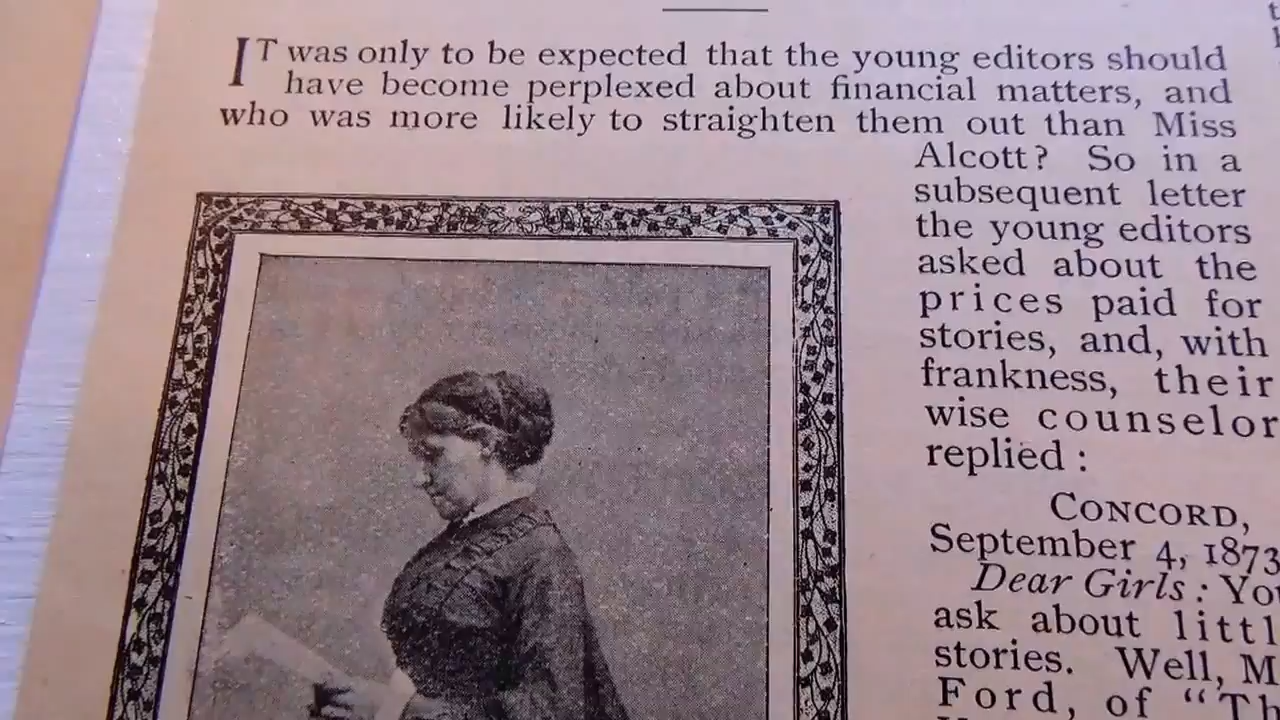 IT was only to be expected that the young editors should
have become perplexed about financial matters, and
who was more likely to straighten them out than Miss
Alcott? So in a
subsequent letter
the young editors
asked about the
prices paid for
stories, and, with
frankness, their
wise counselor
replied:
CONCORD,
September 4, 1873
Dear Girls:
ask about
stories. Well,
Ford, of